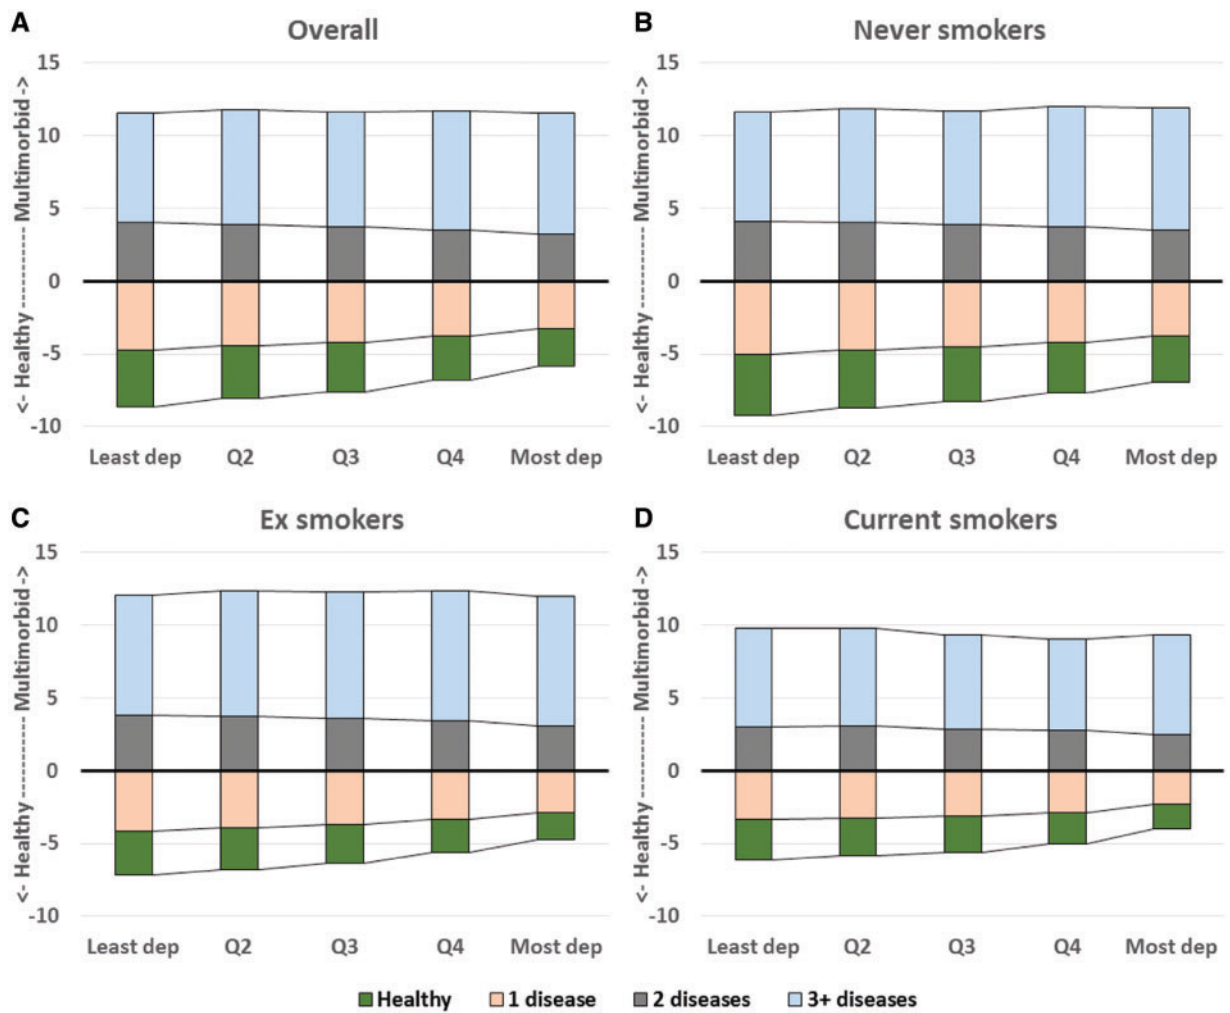 A
Overall
<- Healthy ---------- Multimorbid ->
15
10
5
0
-5
-10
Least dep Q2 Q3 Q4 Most dep
B
Never smokers
<- Healthy ---------- Multimorbid ->
15
10
5
0
-5
-10
Least dep Q2 Q3 Q4 Most dep
C
Ex smokers
<- Healthy ---------- Multimorbid ->
15
10
5
0
-5
-10
Least dep Q2 Q3 Q4 Most dep
D
Current smokers
<- Healthy ---------- Multimorbid ->
15
10
5
0
-5
-10
Least dep Q2 Q3 Q4 Most dep
Healthy 1 disease 2 diseases 3+ diseases